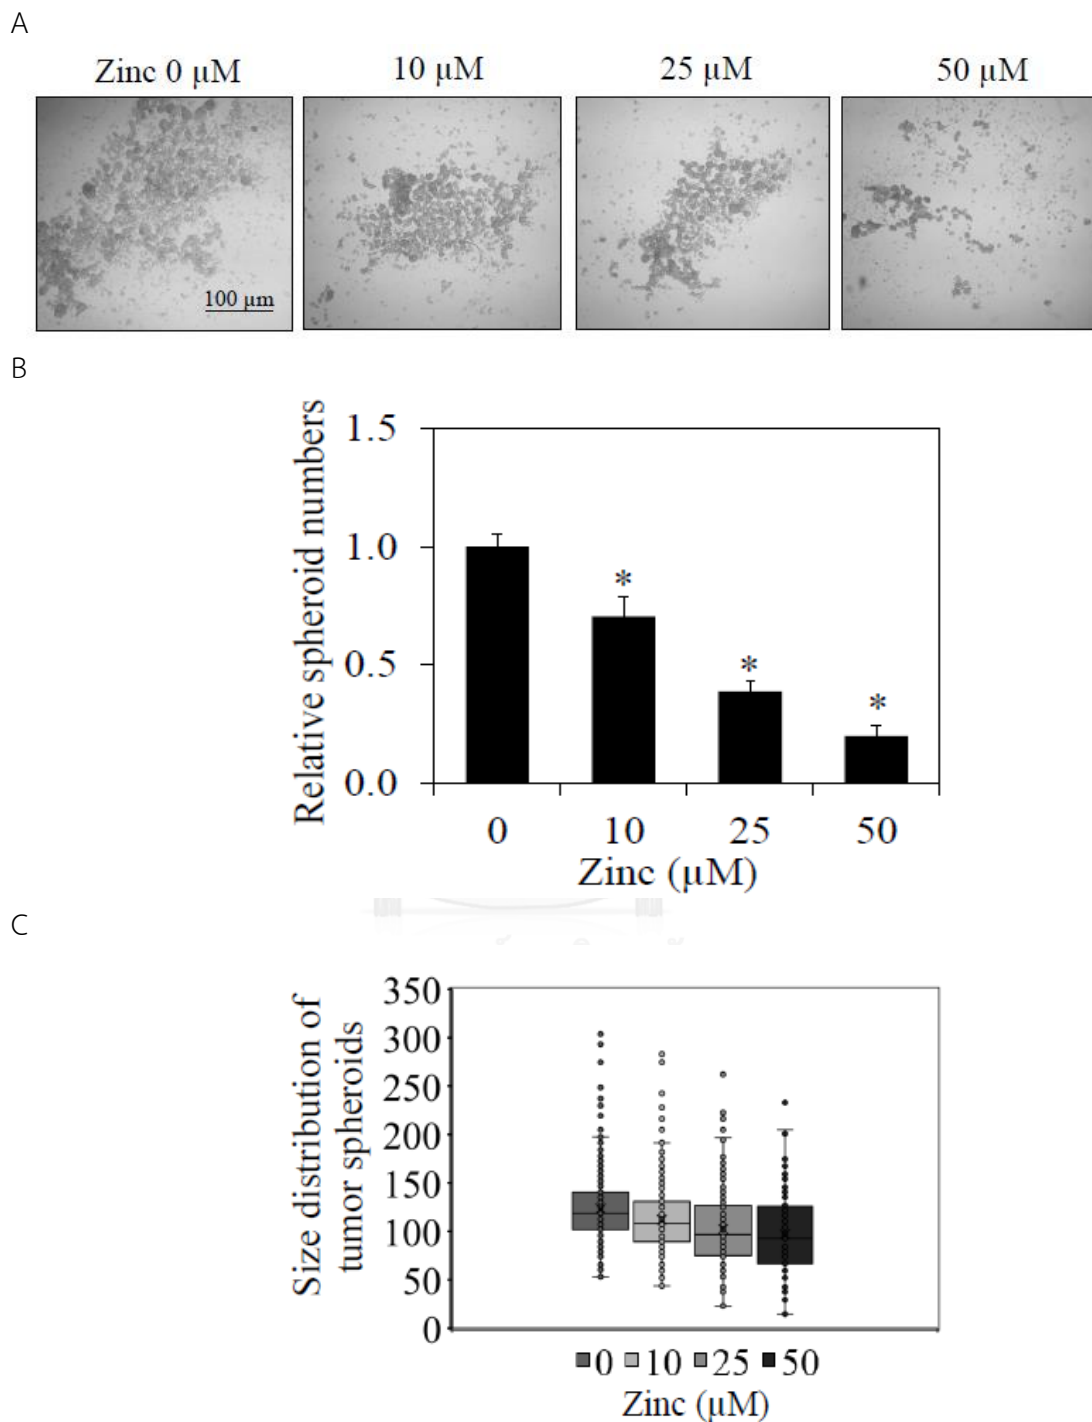 A
Zinc 0 µM 10 µM 25 µM 50 µM
100 µm
B
Relative spheroid numbers
1.5
1.0
0.5
0.0
*
*
*
0 10 25 50
Zinc (µM)
C
Size distribution of
tumor spheroids
350
300
250
200
150
100
50
0
0 10 25 50
Zinc (µM)